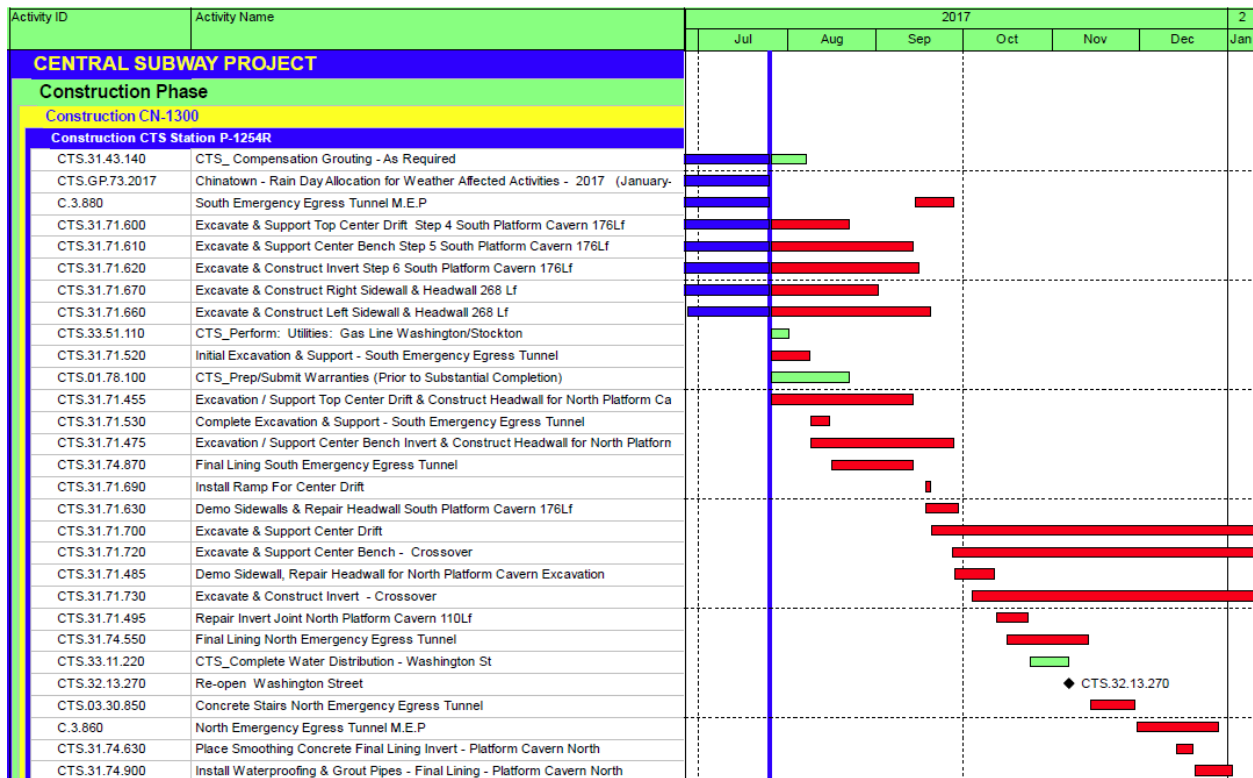 Activity ID Activity Name 2017 2
Jul Aug Sep Oct Nov Dec Jan
CENTRAL SUBWAY PROJECT
Construction Phase
Construction CN-1300
Construction CTS Station P-1254R
CTS.31.43.140 CTS_ Compensation Grouting - As Required
CTS.GP.73.2017 Chinatown - Rain Day Allocation for Weather Affected Activities - 2017 (January-
C.3.880 South Emergency Egress Tunnel M.E.P
CTS.31.71.600 Excavate & Support Top Center Drift Step 4 South Platform Cavern 176Lf
CTS.31.71.610 Excavate & Support Center Bench Step 5 South Platform Cavern 176Lf
CTS.31.71.620 Excavate & Construct Invert Step 6 South Platform Cavern 176Lf
CTS.31.71.670 Excavate & Construct Right Sidewall & Headwall 268 Lf
CTS.31.71.660 Excavate & Construct Left Sidewall & Headwall 268 Lf
CTS.33.51.110 CTS_Perform: Utilities: Gas Line Washington/Stockton
CTS.31.71.520 Initial Excavation & Support - South Emergency Egress Tunnel
CTS.01.78.100 CTS_Prep/Submit Warranties (Prior to Substantial Completion)
CTS.31.71.455 Excavation / Support Top Center Drift & Construct Headwall for North Platform Ca
CTS.31.71.530 Complete Excavation & Support - South Emergency Egress Tunnel
CTS.31.71.475 Excavation / Support Center Bench Invert & Construct Headwall for North Platforn
CTS.31.74.870 Final Lining South Emergency Egress Tunnel
CTS.31.71.690 Install Ramp For Center Drift
CTS.31.71.630 Demo Sidewalls & Repair Headwall South Platform Cavern 176Lf
CTS.31.71.700 Excavate & Support Center Drift
CTS.31.71.720 Excavate & Support Center Bench - Crossover
CTS.31.71.485 Demo Sidewall, Repair Headwall for North Platform Cavern Excavation
CTS.31.71.730 Excavate & Construct Invert - Crossover
CTS.31.71.495 Repair Invert Joint North Platform Cavern 110Lf
CTS.31.74.550 Final Lining North Emergency Egress Tunnel
CTS.33.11.220 CTS_Complete Water Distribution - Washington St
CTS.32.13.270 Re-open Washington Street CTS.32.13.270
CTS.03.30.850 Concrete Stairs North Emergency Egress Tunnel
C.3.860 North Emergency Egress Tunnel M.E.P
CTS.31.74.630 Place Smoothing Concrete Final Lining Invert - Platform Cavern North
CTS.31.74.900 Install Waterproofing & Grout Pipes - Final Lining - Platform Cavern North